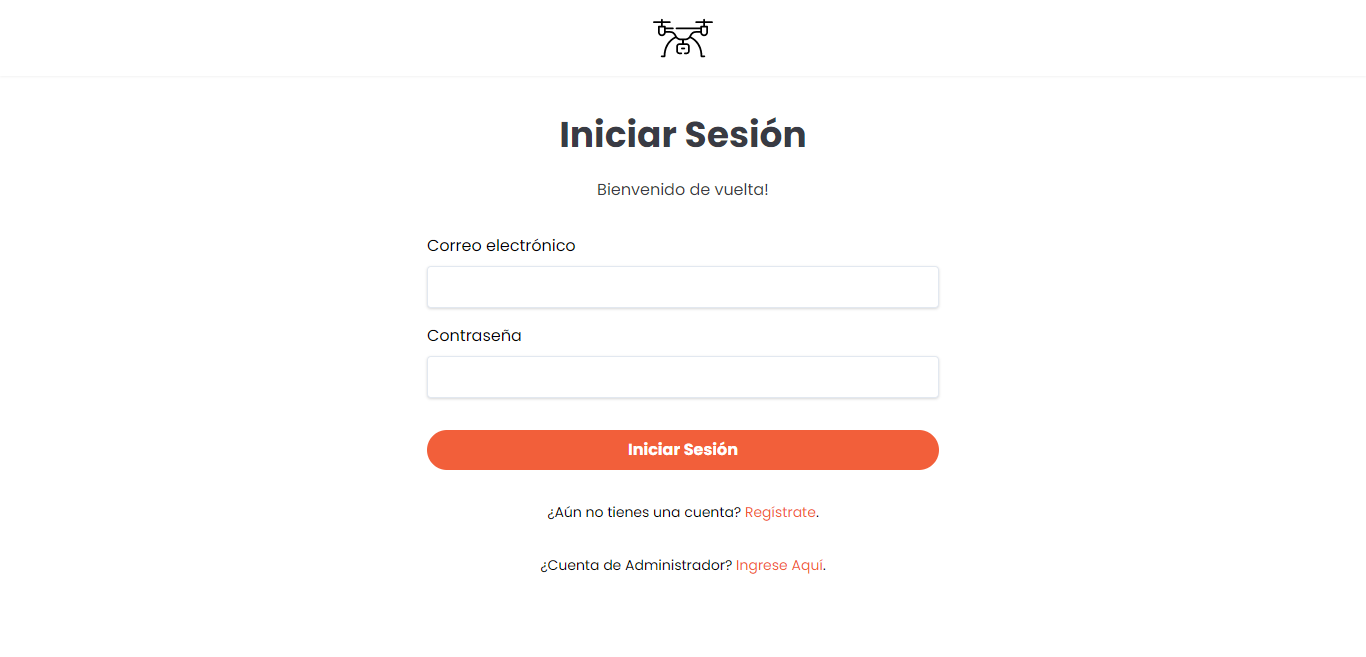 Iniciar Sesión
Bienvenido de vuelta!
Correo electrónico
Contraseña
Iniciar Sesión
¿Aún no tienes una cuenta? Regístrate.
¿Cuenta de Administrador? Ingrese Aquí.